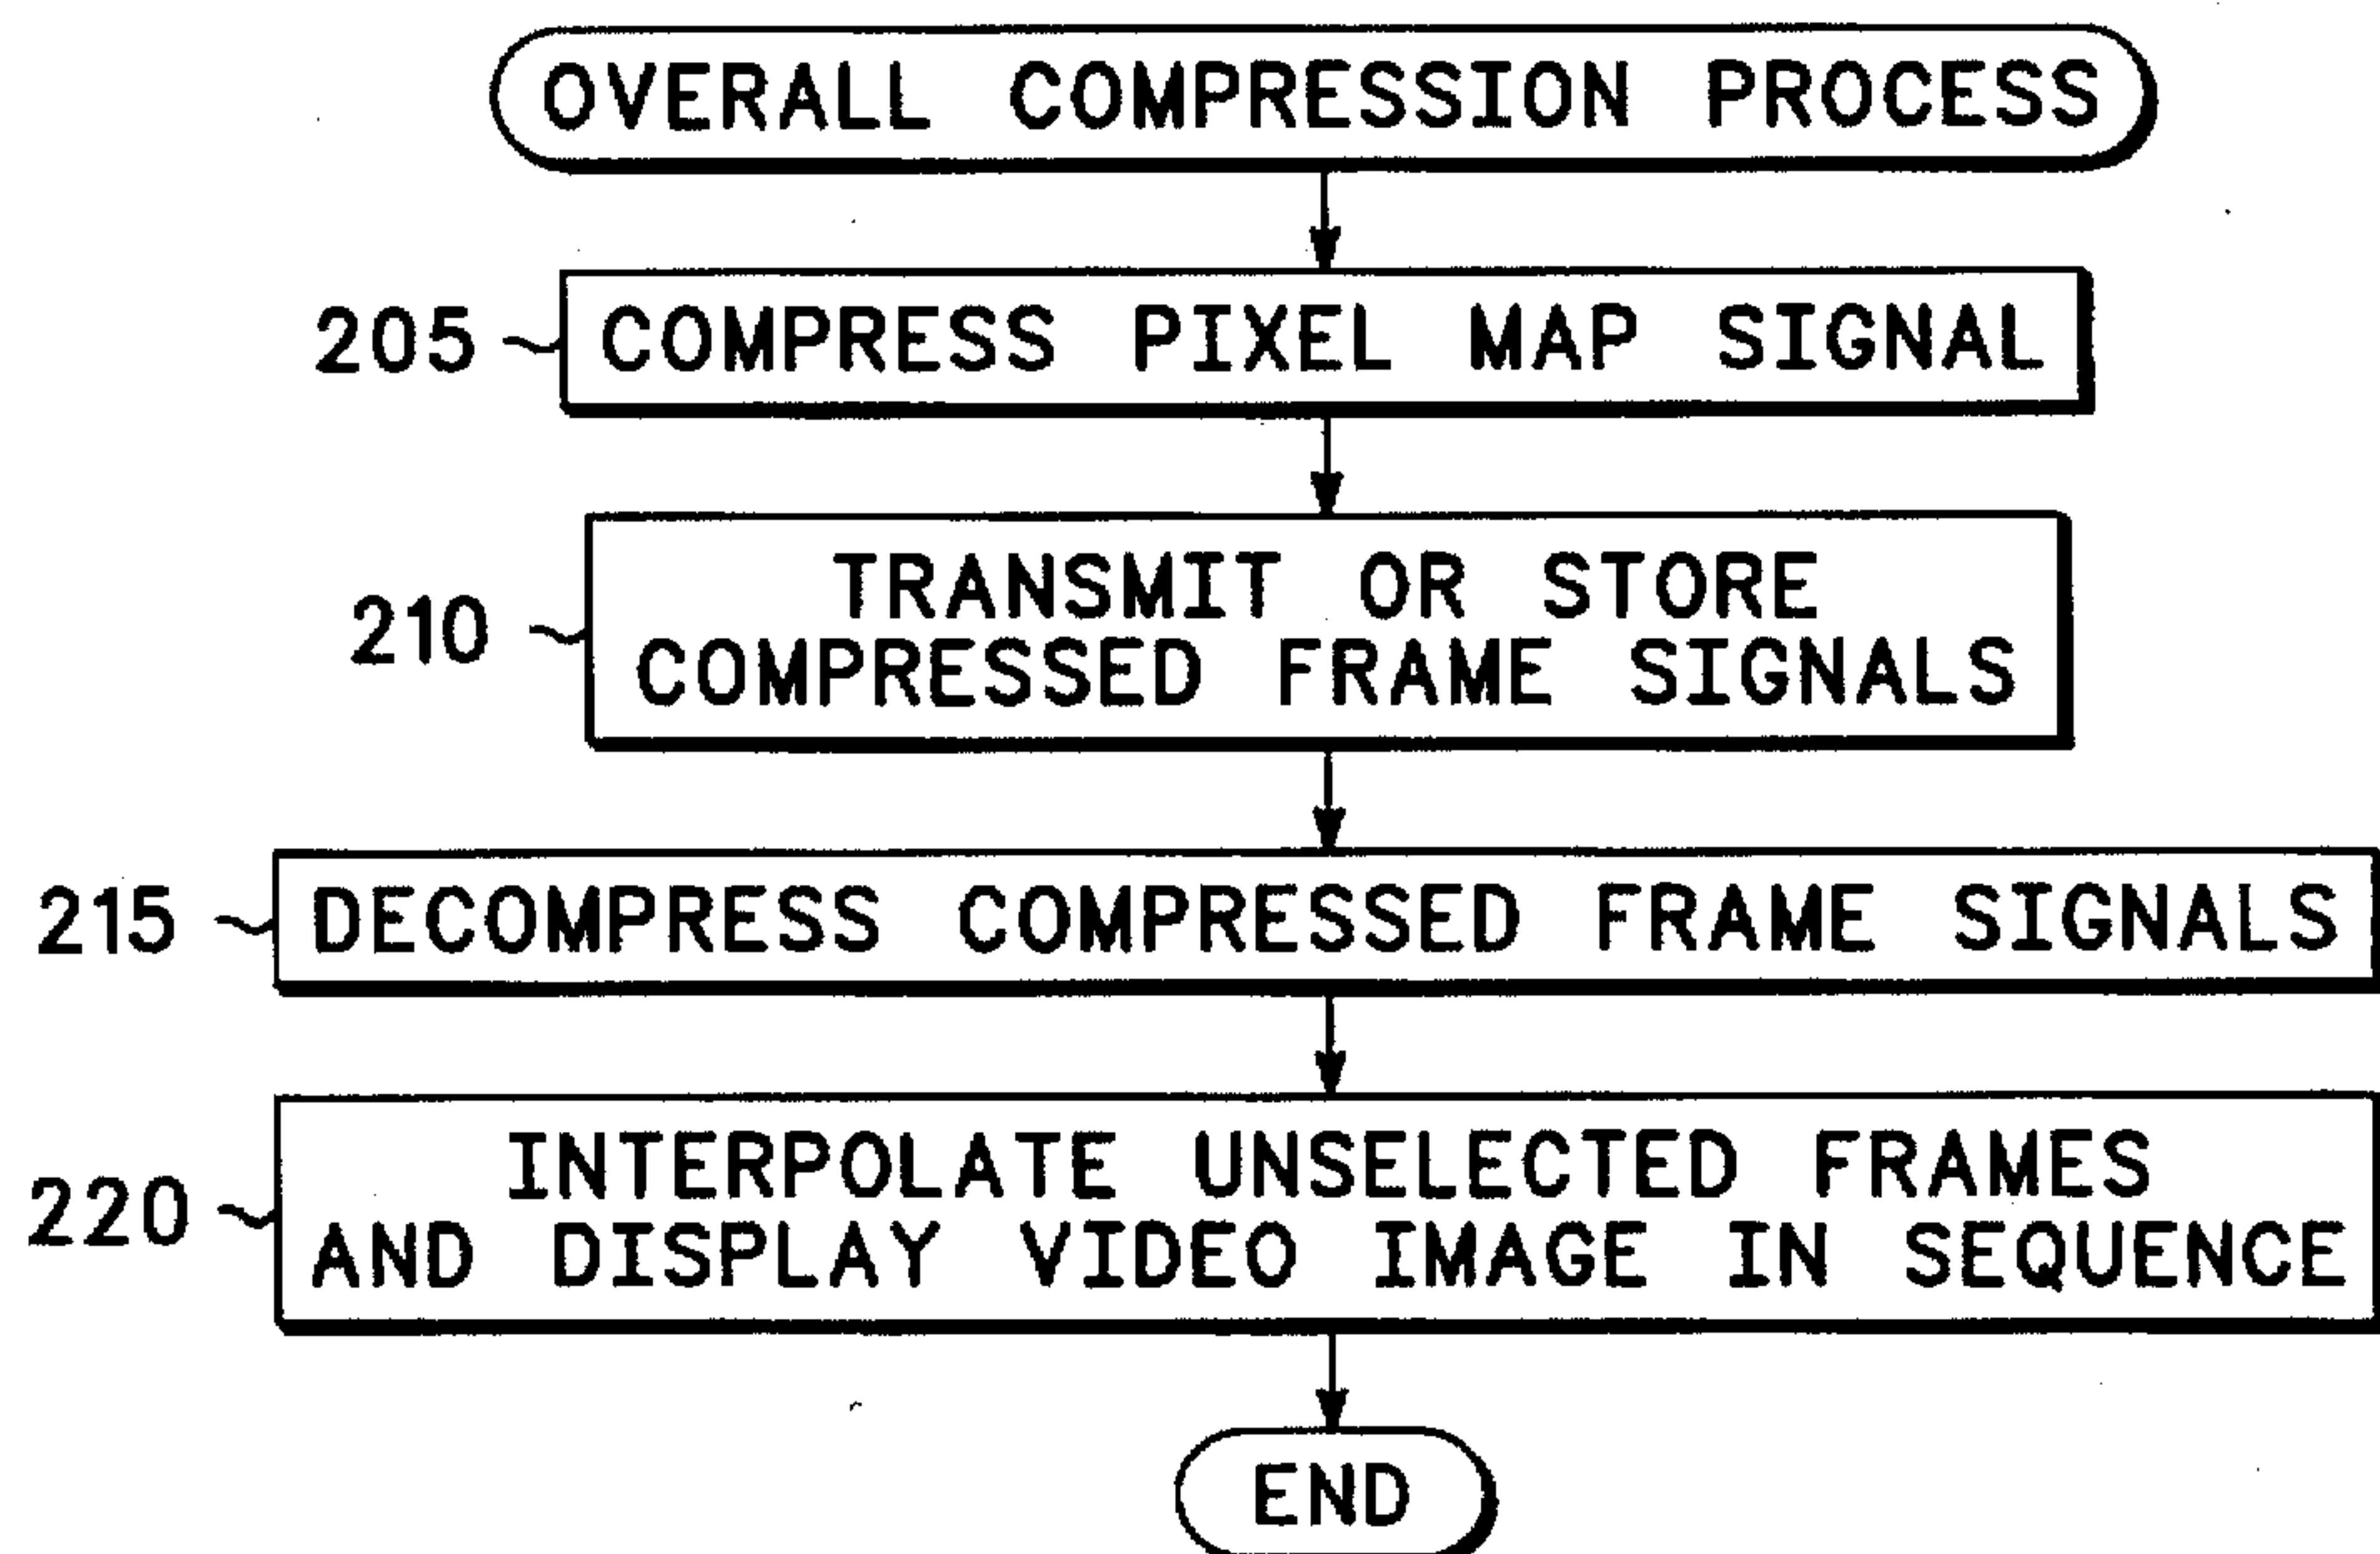 OVERALL COMPRESSION PROCESS
205 COMPRESS PIXEL MAP SIGNAL
TRANSMIT OR STORE
210
COMPRESSED FRAME SIGNALS
215 DECOMPRESS COMPRESSED FRAME SIGNALS
INTERPOLATE UNSELECTED FRAMES
220
AND DISPLAY VIDEO IMAGE IN SEQUENCE
END